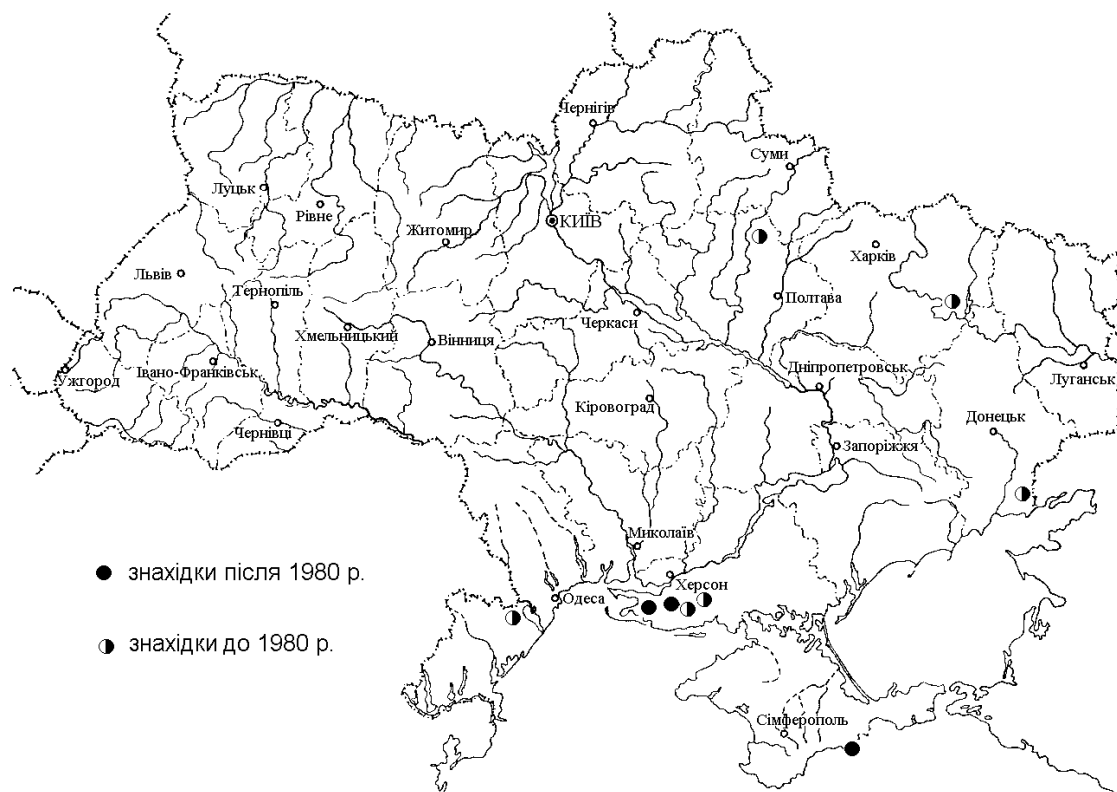 Чернігів
Суми
Луцьк
Рівне
КИЇВ
Житомир
Харків
Львів
Тернопіль
Полтава
Черкаси
Хмельницький
Вінниця
Ужгород
Івано-Франківськ
Дніпропетровськ
Луганськ
Кіровоград
Донецьк
Чернівці
Запоріжжя
Миколаїв
знахідки після 1980 р.
Херсон
Одеса
знахідки до 1980 р.
Сімферополь